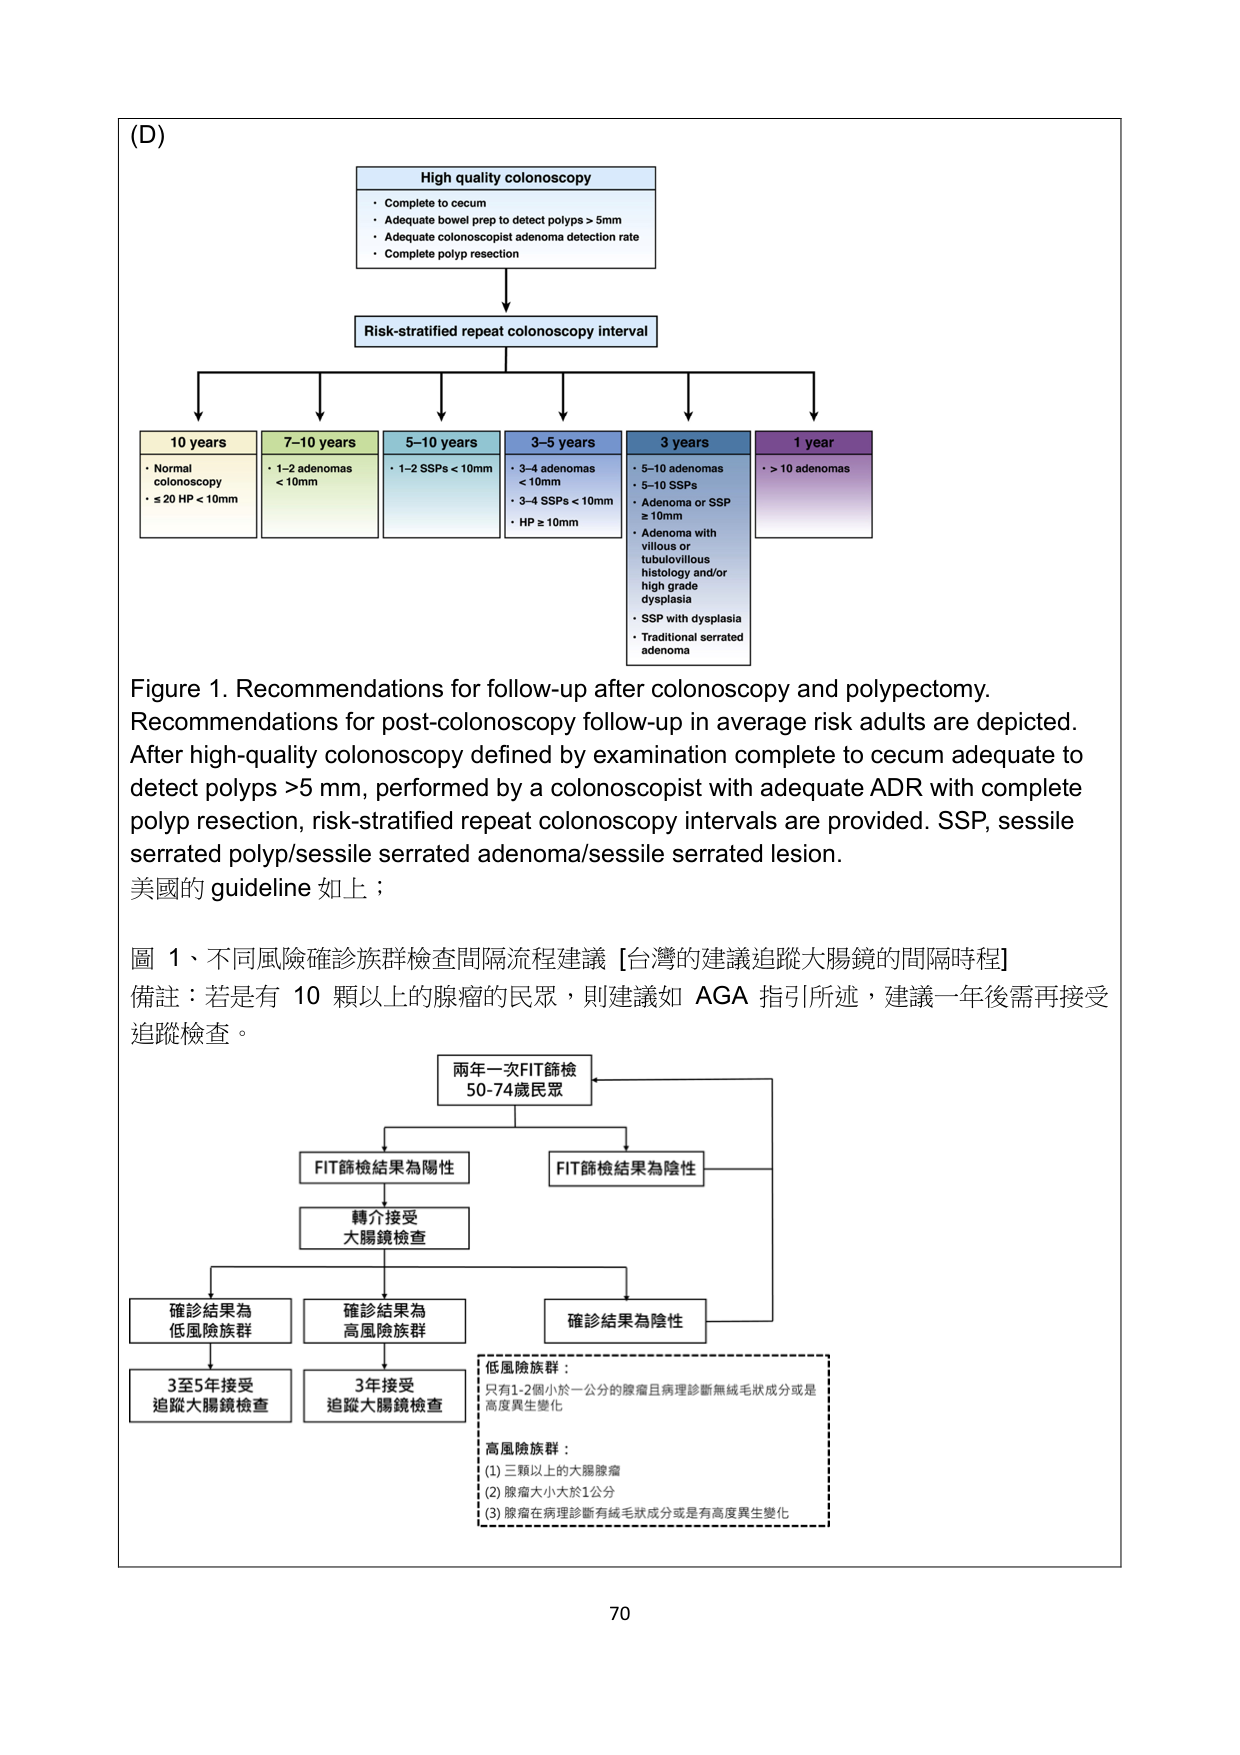 (D)
High quality colonoscopy
· Complete to cecum
· Adequate bowel prep to detect polyps > 5mm
· Adequate colonoscopist adenoma detection rate
· Complete polyp resection
Risk-stratified repeat colonoscopy interval
10 years
· Normal
colonoscopy
· ≤ 20 HP < 10mm
7–10 years
· 1–2 adenomas
< 10mm
5–10 years
· 1–2 SSPs < 10mm
3–5 years
· 3–4 adenomas
< 10mm
· 3–4 SSPs < 10mm
· HP ≥ 10mm
3 years
· 5–10 adenomas
· 5–10 SSPs
· Adenoma or SSP
≥ 10mm
· Adenoma with
villous or
tubulovillous
histology and/or
high grade
dysplasia
· SSP with dysplasia
· Traditional serrated
adenoma
1 year
· > 10 adenomas
Figure 1. Recommendations for follow-up after colonoscopy and polypectomy.
Recommendations for post-colonoscopy follow-up in average risk adults are depicted.
After high-quality colonoscopy defined by examination complete to cecum adequate to
detect polyps >5 mm, performed by a colonoscopist with adequate ADR with complete
polyp resection, risk-stratified repeat colonoscopy intervals are provided. SSP, sessile
serrated polyp/sessile serrated adenoma/sessile serrated lesion.
美國的 guideline 如上；
圖 1、不同風險確診族群檢查間隔流程建議 [台灣的建議追蹤大腸鏡的間隔時程]
備註：若是有 10 顆以上的腺瘤的民眾，則建議如 AGA 指引所述，建議一年後需再接受
追蹤檢查。
兩年一次FIT篩檢
50-74歲民眾
FIT篩檢結果為陽性
FIT篩檢結果為陰性
轉介接受
大腸鏡檢查
確診結果為
低風險族群
確診結果為
高風險族群
確診結果為陰性
3至5年接受
追蹤大腸鏡檢查
3年接受
追蹤大腸鏡檢查
低風險族群：
只有1-2個小於一公分的腺瘤且病理診斷無絨毛狀成分或是
高度異生變化
高風險族群：
(1) 三顆以上的大腸腺瘤
(2) 腺瘤大小大於1公分
(3) 腺瘤在病理診斷有絨毛狀成分或是有高度異生變化
70